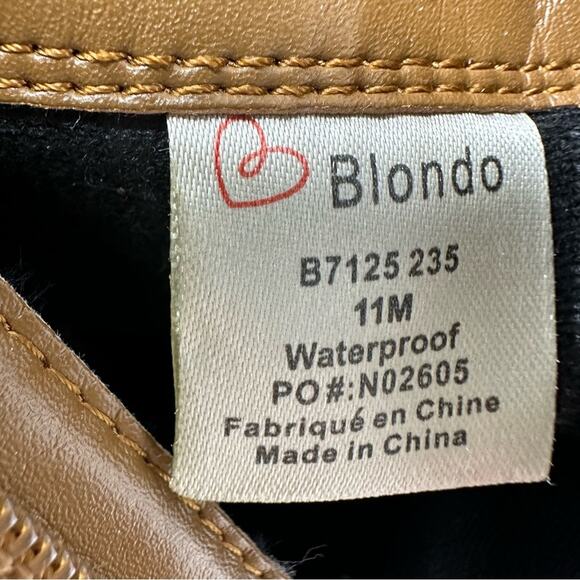 Blondo
B7125 235
11M
Waterproof
PO#:N02605
Fabriqué en Chine
Made in China